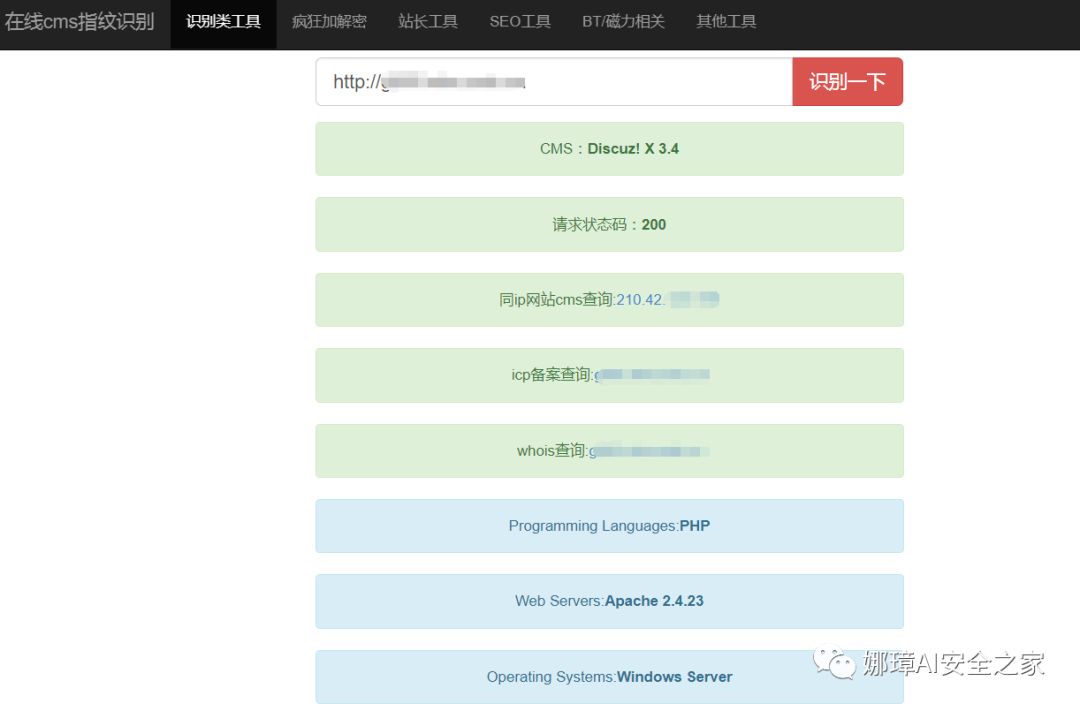 在线cms指纹识别 识别类工具 疯狂加解密 站长工具 SEO工具 BT/磁力相关 其他工具
http://g 识别一下
CMS：Discuz! X 3.4
请求状态码：200
同ip网站cms查询:210.42.
icp备案查询:g
whois查询:g
Programming Languages:PHP
Web Servers:Apache 2.4.23
娜璋AI安全之家
Operating Systems:Windows Server